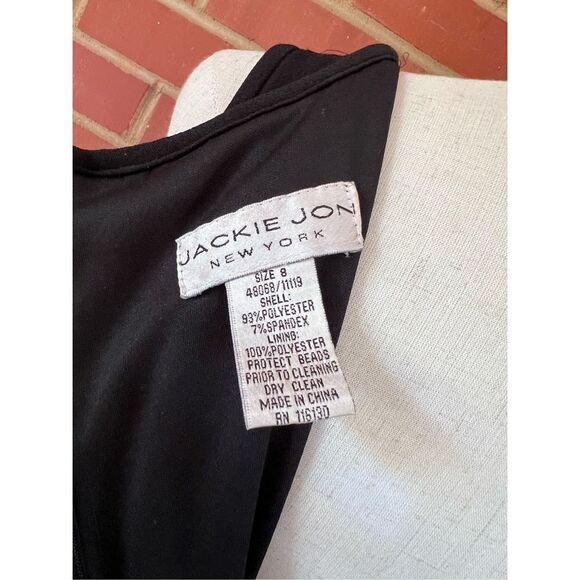 JACKIE JON
NEW YORK
SIZE 8
48068/11119
SHELL:
93%POLYESTER
7%SPANDEX
LINING:
100%POLYESTER
PROTECT BEADS
PRIOR TO CLEANING
DRY CLEAN
MADE IN CHINA
RN 116130